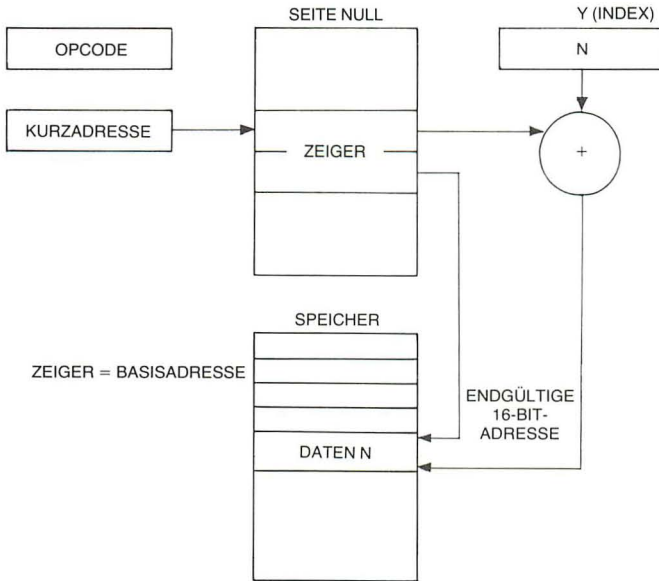 SEITE NULL
Y (INDEX)
OPCODE
N
KURZADRESSE
ZEIGER
+
SPEICHER
ZEIGER = BASISADRESSE
ENDGÜLTIGE
16-BIT-
ADRESSE
DATEN N